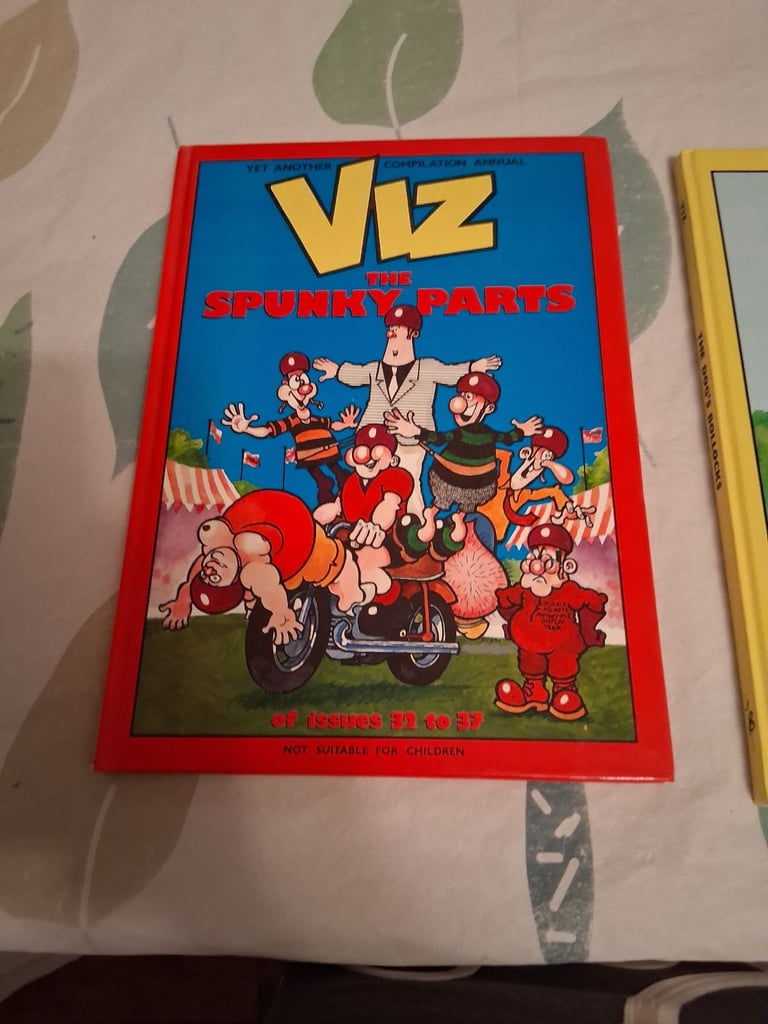 YET ANOTHER COMPILATION ANNUAL
VIZ
THE
SPUNKY PARTS
of issues 32 to 37
NOT SUITABLE FOR CHILDREN
VIZ
THE DOG'S BOLLOCKS